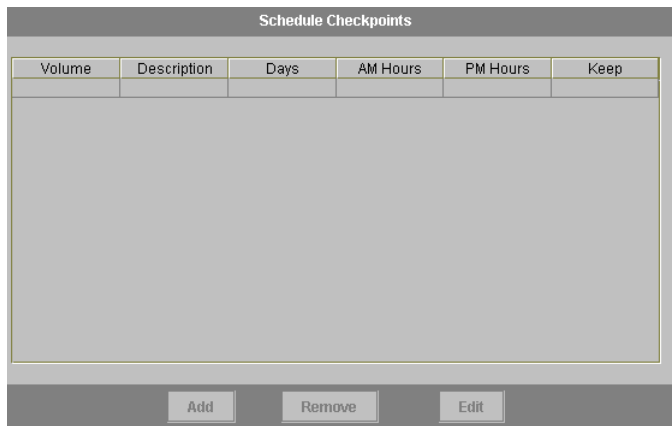 Schedule Checkpoints
Volume Description Days AM Hours PM Hours Keep
Add Remove Edit